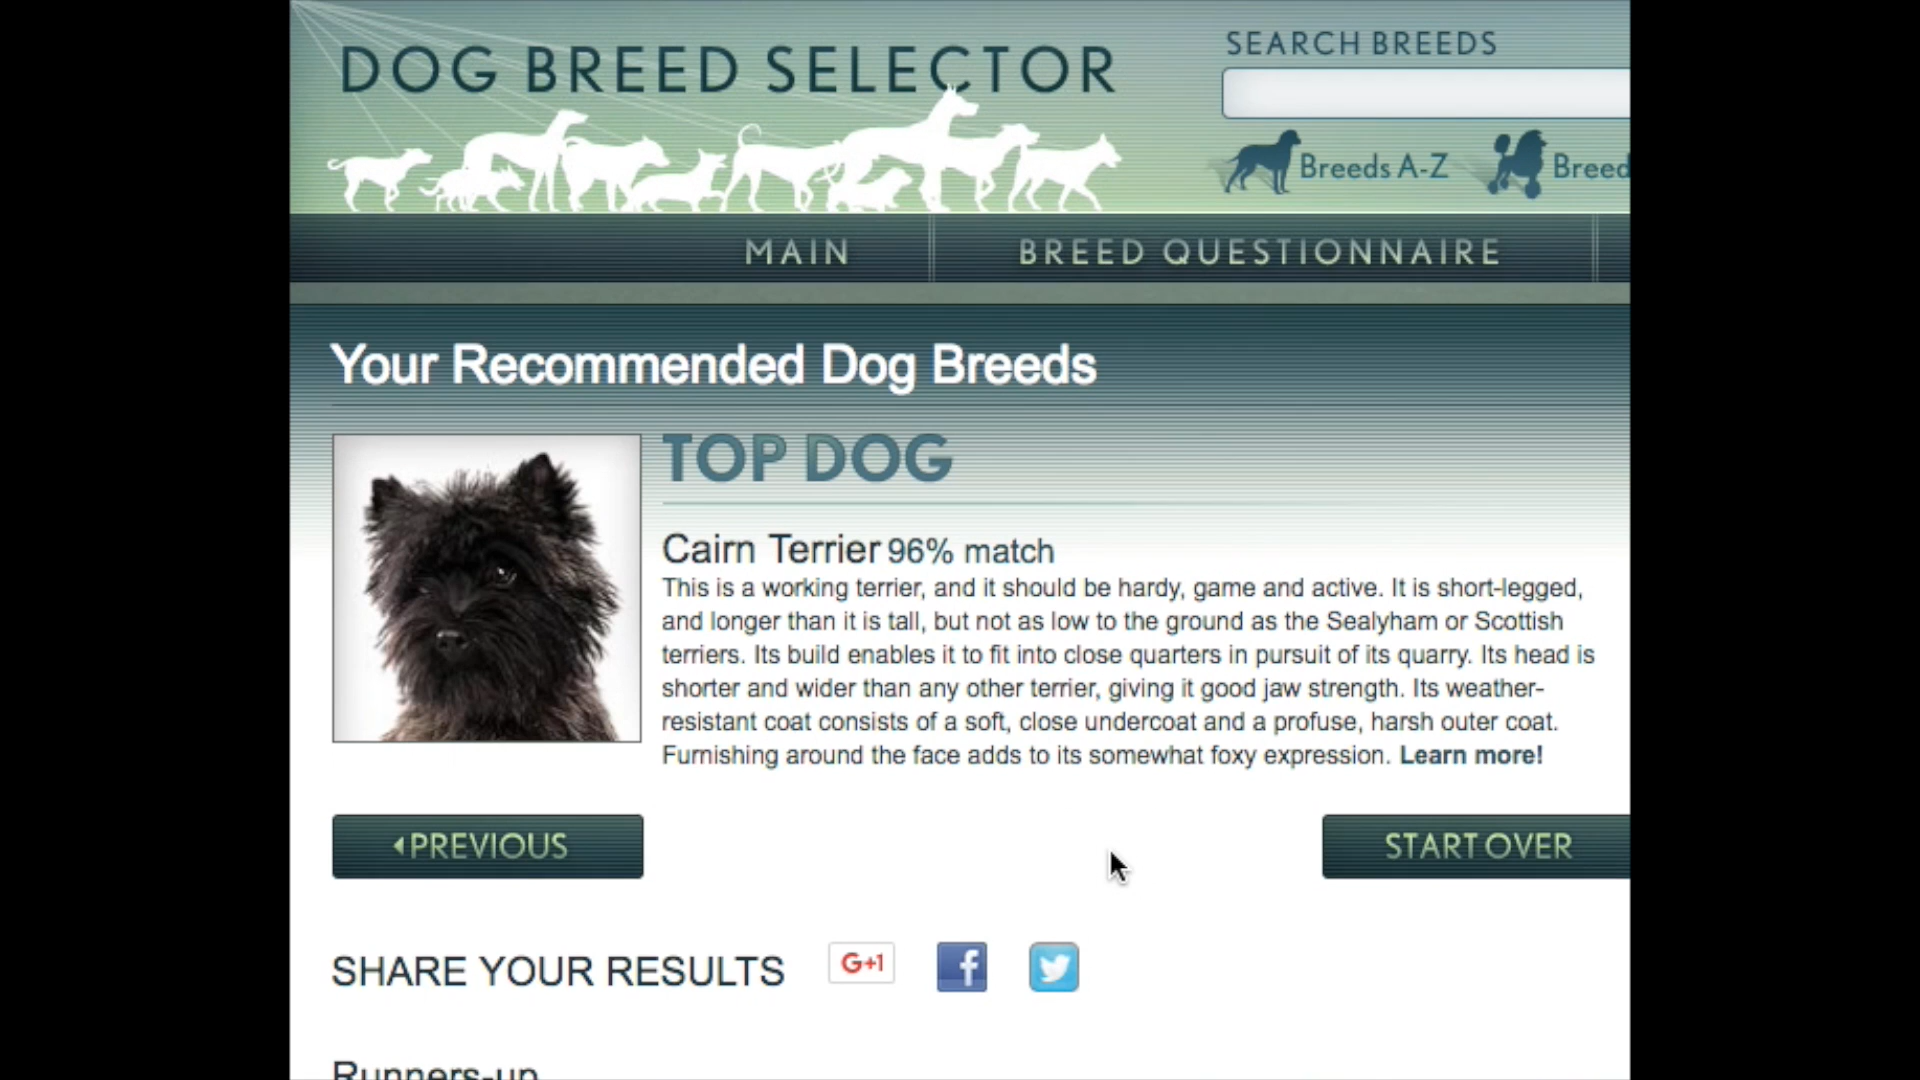 DOG BREED SELECTOR
SEARCH BREEDS
Breeds A-Z
Breed
MAIN
BREED QUESTIONNAIRE
Your Recommended Dog Breeds
TOP DOG
Cairn Terrier 96% match
This is a working terrier, and it should be hardy, game and active. It is short-legged,
and longer than it is tall, but not as low to the ground as the Sealyham or Scottish
terriers. Its build enables it to fit into close quarters in pursuit of its quarry. Its head is
shorter and wider than any other terrier, giving it good jaw strength. Its weather-
resistant coat consists of a soft, close undercoat and a profuse, harsh outer coat.
Furnishing around the face adds to its somewhat foxy expression. Learn more!
PREVIOUS
START OVER
SHARE YOUR RESULTS
G+1
f
Runners-up